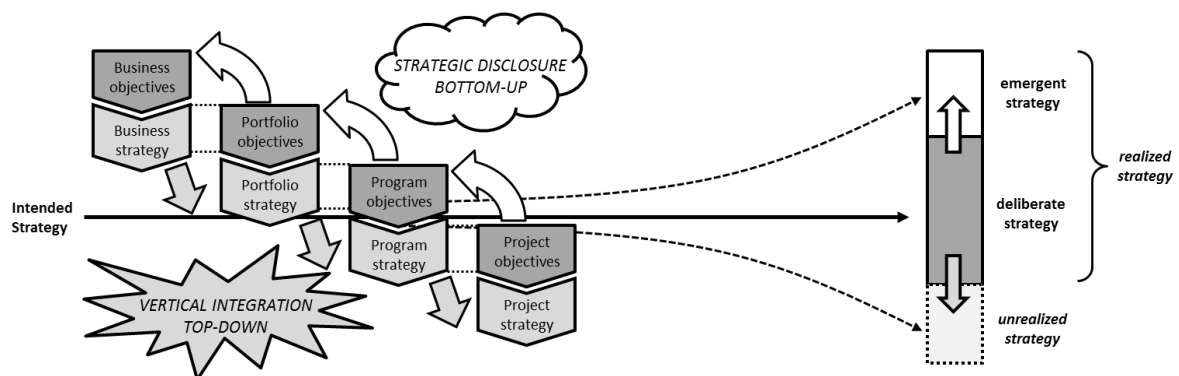 Business
objectives
Business
strategy
Portfolio
objectives
Portfolio
strategy
Program
objectives
Program
strategy
Project
objectives
Project
strategy
STRATEGIC DISCLOSURE
BOTTOM-UP
Intended
Strategy
VERTICAL INTEGRATION
TOP-DOWN
emergent
strategy
deliberate
strategy
realized
strategy
unrealized
strategy